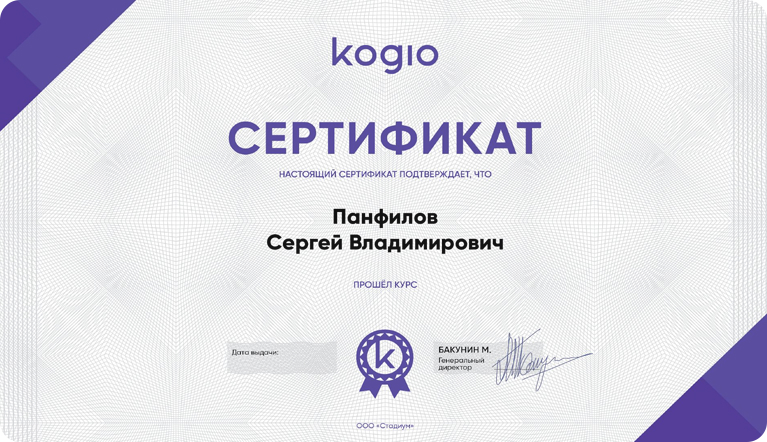 kogio
СЕРТИФИКАТ
НАСТОЯЩИЙ СЕРТИФИКАТ ПОДТВЕРЖДАЕТ, ЧТО
Панфилов
Сергей Владимирович
ПРОШЁЛ КУРС
Дата выдачи:
k
БАКУНИН М.
Генеральный
директор
ООО «Стадиум»